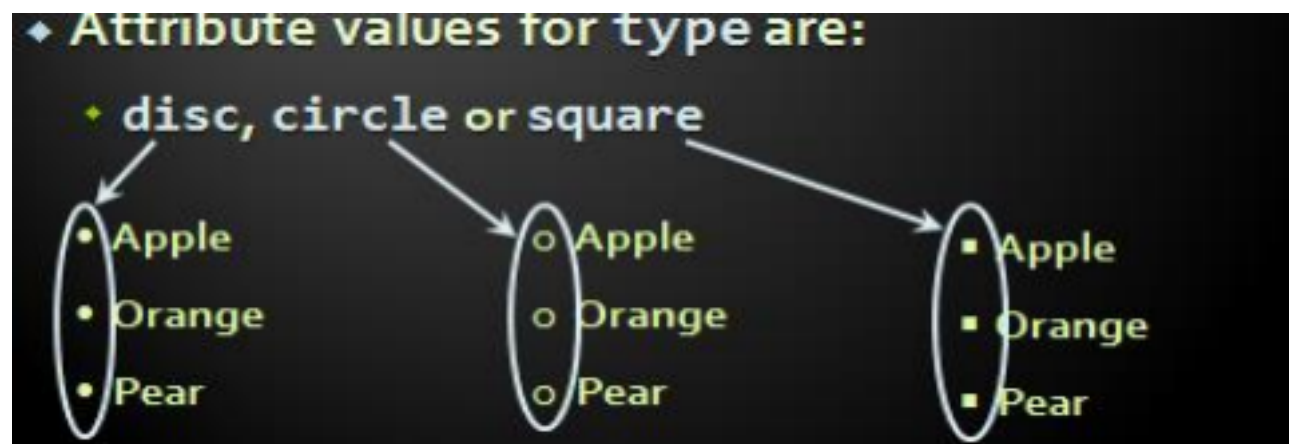 Attribute values for type are:
disc, circle or square
Apple
Orange
Pear
Apple
Orange
Pear
Apple
Orange
Pear